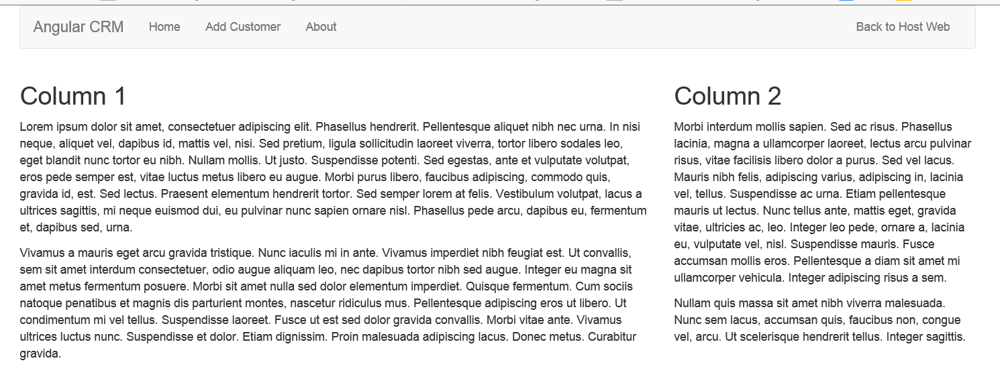 Angular CRM Home Add Customer About Back to Host Web
Column 1
Lorem ipsum dolor sit amet, consectetuer adipiscing elit. Phasellus hendrerit. Pellentesque aliquet nibh nec urna. In nisi
neque, aliquet vel, dapibus id, mattis vel, nisi. Sed pretium, ligula sollicitudin laoreet viverra, tortor libero sodales leo,
eget blandit nunc tortor eu nibh. Nullam mollis. Ut justo. Suspendisse potenti. Sed egestas, ante et vulputate volutpat,
eros pede semper est, vitae luctus metus libero eu augue. Morbi purus libero, faucibus adipiscing, commodo quis,
gravida id, est. Sed lectus. Praesent elementum hendrerit tortor. Sed semper lorem at felis. Vestibulum volutpat, lacus a
ultrices sagittis, mi neque euismod dui, eu pulvinar nunc sapien ornare nisl. Phasellus pede arcu, dapibus eu, fermentum
et, dapibus sed, urna.
Vivamus a mauris eget arcu gravida tristique. Nunc iaculis mi in ante. Vivamus imperdiet nibh feugiat est. Ut convallis,
sem sit amet interdum consectetuer, odio augue aliquam leo, nec dapibus tortor nibh sed augue. Integer eu magna sit
amet metus fermentum posuere. Morbi sit amet nulla sed dolor elementum imperdiet. Quisque fermentum. Cum sociis
natoque penatibus et magnis dis parturient montes, nascetur ridiculus mus. Pellentesque adipiscing eros ut libero. Ut
condimentum mi vel tellus. Suspendisse laoreet. Fusce ut est sed dolor gravida convallis. Morbi vitae ante. Vivamus
ultrices luctus nunc. Suspendisse et dolor. Etiam dignissim. Proin malesuada adipiscing lacus. Donec metus. Curabitur
gravida.
Column 2
Morbi interdum mollis sapien. Sed ac risus. Phasellus
lacinia, magna a ullamcorper laoreet, lectus arcu pulvinar
risus, vitae facilisis libero dolor a purus. Sed vel lacus.
Mauris nibh felis, adipiscing varius, adipiscing in, lacinia
vel, tellus. Suspendisse ac urna. Etiam pellentesque
mauris ut lectus. Nunc tellus ante, mattis eget, gravida
vitae, ultricies ac, leo. Integer leo pede, ornare a, lacinia
eu, vulputate vel, nisl. Suspendisse mauris. Fusce
accumsan mollis eros. Pellentesque a diam sit amet mi
ullamcorper vehicula. Integer adipiscing risus a sem.
Nullam quis massa sit amet nibh viverra malesuada.
Nunc sem lacus, accumsan quis, faucibus non, congue
vel, arcu. Ut scelerisque hendrerit tellus. Integer sagittis.